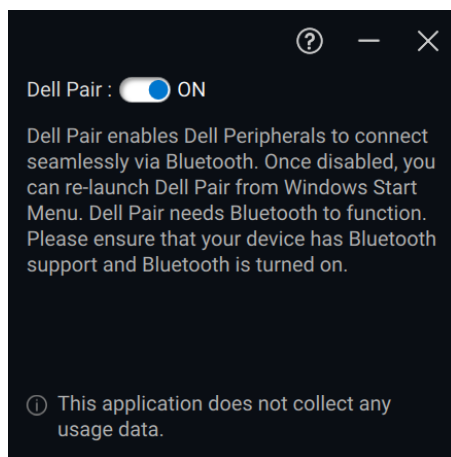 Dell Pair : ON
Dell Pair enables Dell Peripherals to connect
seamlessly via Bluetooth. Once disabled, you
can re-launch Dell Pair from Windows Start
Menu. Dell Pair needs Bluetooth to function.
Please ensure that your device has Bluetooth
support and Bluetooth is turned on.
This application does not collect any
usage data.